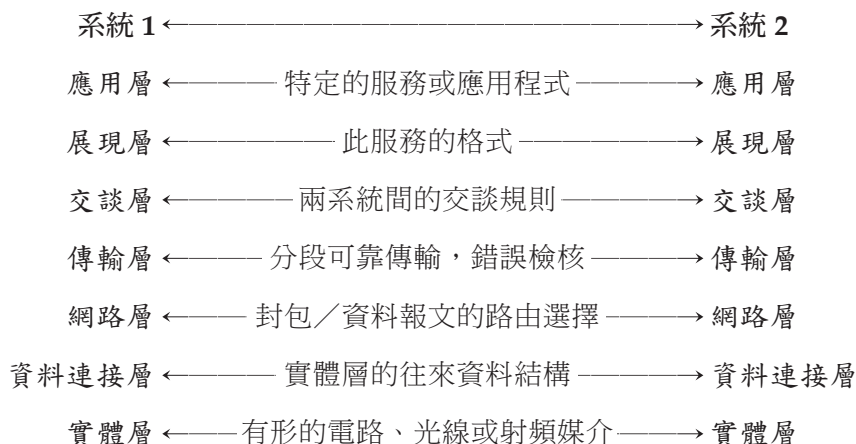 系統 1 ←→ 系統 2
應用層 ← 特定的服務或應用程式 → 應用層
展現層 ← 此服務的格式 → 展現層
交談層 ← 兩系統間的交談規則 → 交談層
傳輸層 ← 分段可靠傳輸，錯誤檢核 → 傳輸層
網路層 ← 封包／資料報文的路由選擇 → 網路層
資料連接層 ← 實體層的往來資料結構 → 資料連接層
實體層 ← 有形的電路、光線或射頻媒介 → 實體層